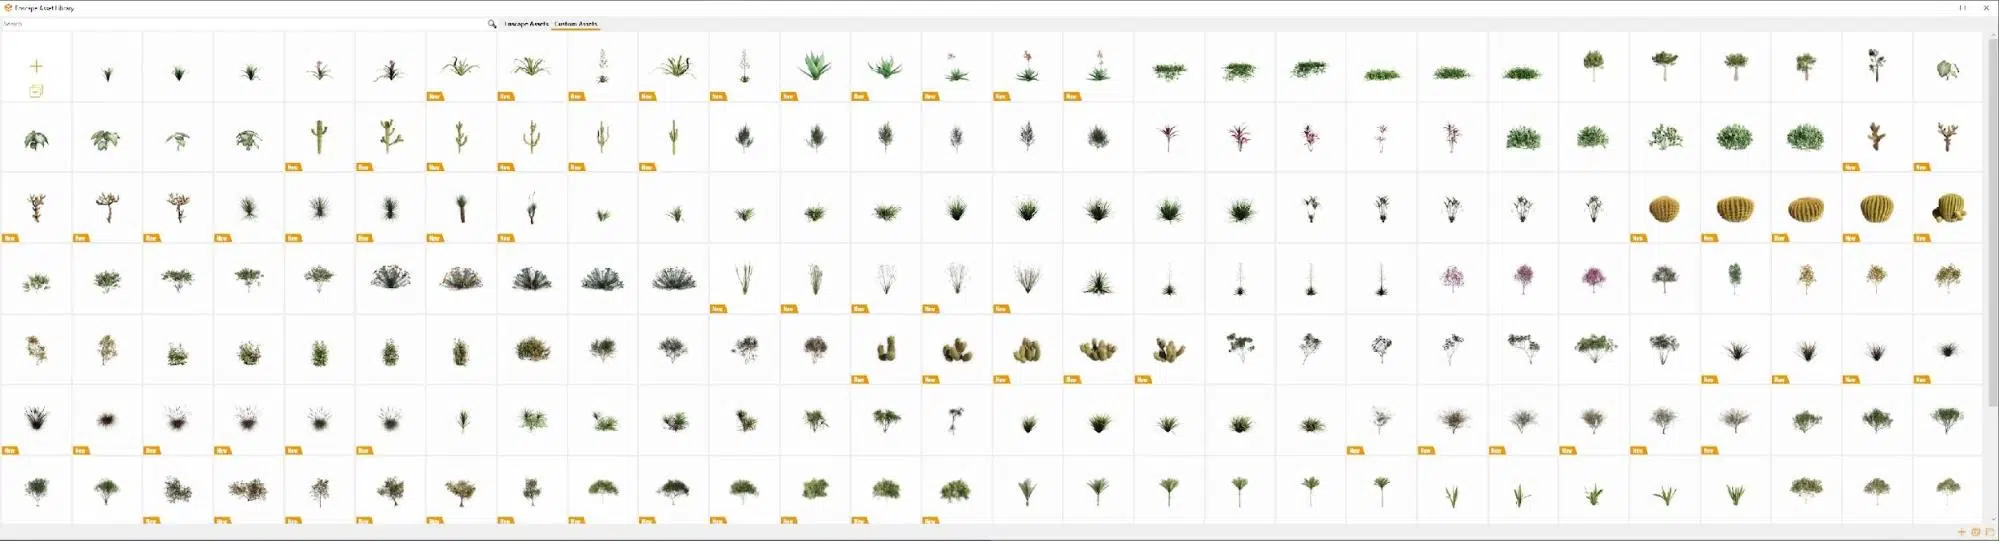 Enscape Asset Library
Search
Enscape Assets Custom Assets
New New New New New New New New New New
New New New New New New New New
New New New New New New New New New New New New New
New New New New New
New New New New New New New New New
New New New New New New New New New New New New
New New New New New New New New New New New New